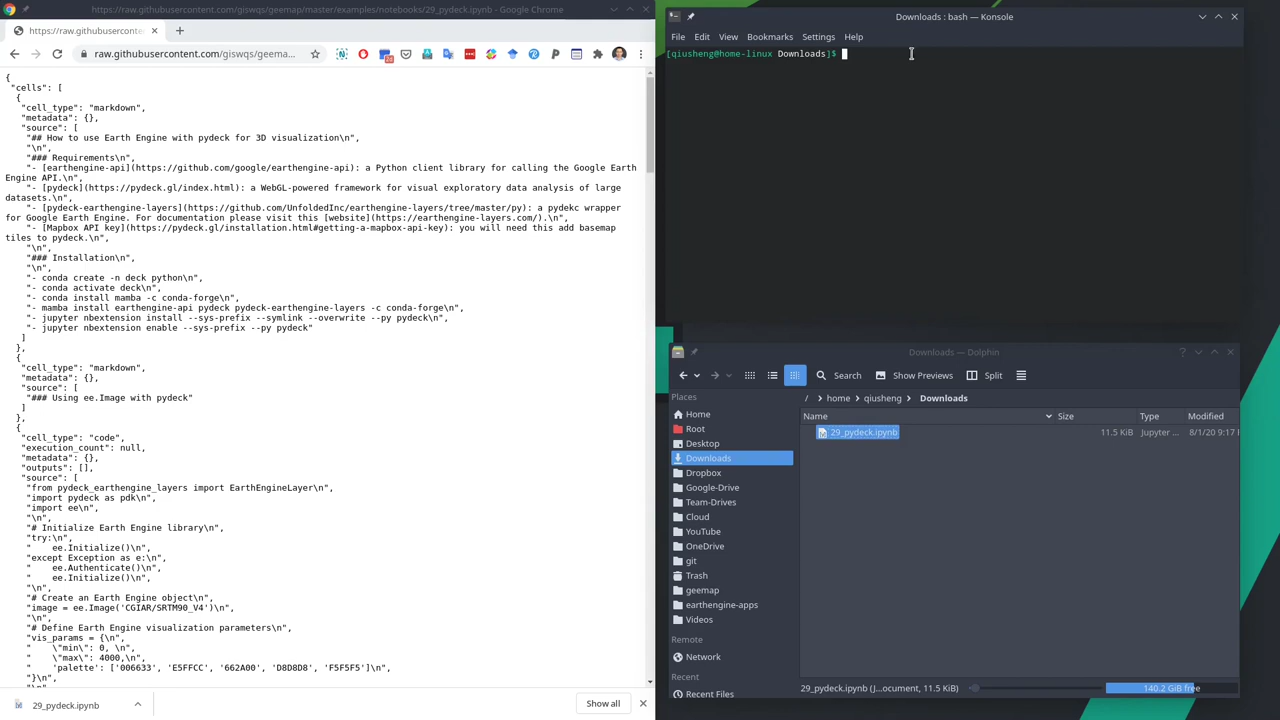 https://raw.githubusercontent.com/giswqs/geemap/master/examples/notebooks/29_pydeck.ipynb - Google Chrome
https://raw.githubusercontent.c
raw.githubusercontent.com/giswqs/geema...
{
"cells": [
{
"cell_type": "markdown",
"metadata": {},
"source": [
"## How to use Earth Engine with pydeck for 3D visualization\n",
"\n",
"### Requirements\n",
"- [earthengine-api](https://github.com/google/earthengine-api): a Python client library for calling the Google Earth
Engine API.\n",
"- [pydeck](https://pydeck.gl/index.html): a WebGL-powered framework for visual exploratory data analysis of large
datasets.\n",
"- [pydeck-earthengine-layers](https://github.com/UnfoldedInc/earthengine-layers/tree/master/py): a pydekc wrapper
for Google Earth Engine. For documentation please visit this [website](https://earthengine-layers.com/).\n",
"- [Mapbox API key](https://pydeck.gl/installation.html#getting-a-mapbox-api-key): you will need this add basemap
tiles to pydeck.\n",
"\n",
"### Installation\n",
"\n",
"- conda create -n deck python\n",
"- conda activate deck\n",
"- conda install mamba -c conda-forge\n",
"- mamba install earthengine-api pydeck pydeck-earthengine-layers -c conda-forge\n",
"- jupyter nbextension install --sys-prefix --symlink --overwrite --py pydeck\n",
"- jupyter nbextension enable --sys-prefix --py pydeck"
]
},
{
"cell_type": "markdown",
"metadata": {},
"source": [
"### Using ee.Image with pydeck"
]
},
{
"cell_type": "code",
"execution_count": null,
"metadata": {},
"outputs": [],
"source": [
"from pydeck_earthengine_layers import EarthEngineLayer\n",
"import pydeck as pdk\n",
"import ee\n",
"\n",
"# Initialize Earth Engine library\n",
"try:\n",
"    ee.Initialize()\n",
"except Exception as e:\n",
"    ee.Authenticate()\n",
"    ee.Initialize()\n",
"\n",
"# Create an Earth Engine object\n",
"image = ee.Image('CGIAR/SRTM90_V4')\n",
"\n",
"# Define Earth Engine visualization parameters\n",
"vis_params = {\n",
"    \"min\": 0, \n",
"    \"max\": 4000,\n",
"    'palette': ['006633', 'E5FFCC', '662A00', 'D8D8D8', 'F5F5F5']\n",
"}\n",
"\n",
29_pydeck.ipynb
Show all
Downloads : bash — Konsole
File Edit View Bookmarks Settings Help
[qiusheng@home-linux Downloads]$
Downloads — Dolphin
Search Show Previews Split
Places
/ home qiusheng Downloads
Name Size Type Modified
29_pydeck.ipynb 11.5 KiB Jupyter ... 8/1/20 9:17
Home
Root
Desktop
Downloads
Dropbox
Google-Drive
Team-Drives
Cloud
YouTube
OneDrive
git
Trash
geemap
earthengine-apps
Videos
Remote
Network
Recent
Recent Files
29_pydeck.ipynb (J...ocument, 11.5 KiB) 140.2 GiB free